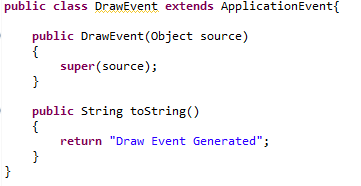 public class DrawEvent extends ApplicationEvent{
public DrawEvent(Object source)
{
super(source);
}
public String toString()
{
return "Draw Event Generated";
}
}